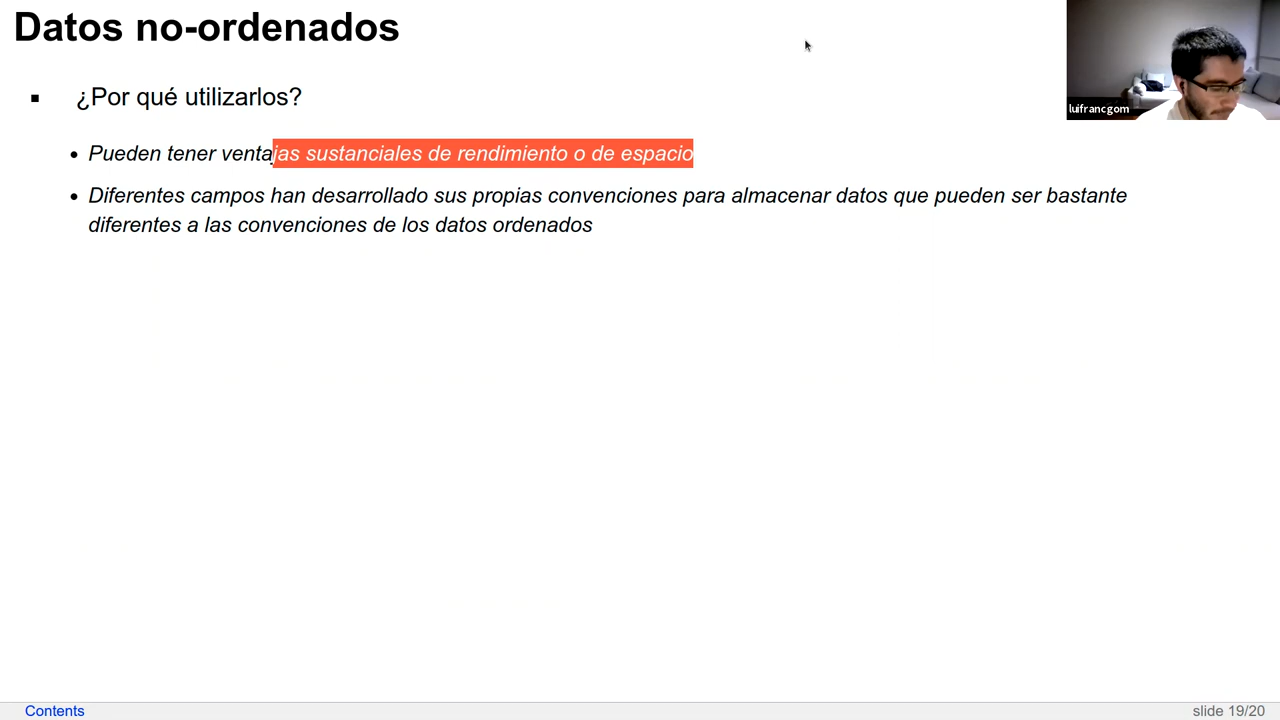 Datos no-ordenados
¿Por qué utilizarlos?
Pueden tener ventajas sustanciales de rendimiento o de espacio
Diferentes campos han desarrollado sus propias convenciones para almacenar datos que pueden ser bastante
diferentes a las convenciones de los datos ordenados
luifrancgom
Contents
slide 19/20